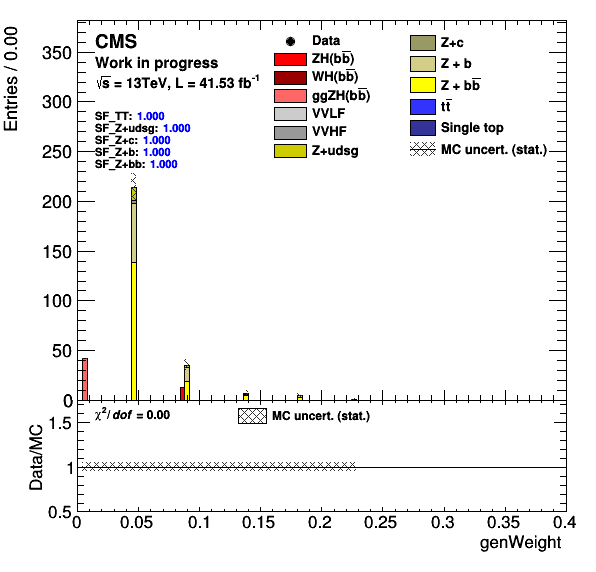 CMS
Work in progress
√s = 13TeV, L = 41.53 fb⁻¹
SF_TT: 1.000
SF_Z+udsg: 1.000
SF_Z+c: 1.000
SF_Z+b: 1.000
SF_Z+bb: 1.000
Data
ZH(bb̅)
WH(bb̅)
ggZH(bb̅)
VVLF
VVHF
Z+udsg
Z+c
Z + b
Z + bb̅
tt̅
Single top
MC uncert. (stat.)
Entries / 0.00
350
300
250
200
150
100
50
0
χ²/dof = 0.00
MC uncert. (stat.)
Data/MC
1.5
1
0.5
0 0.05 0.1 0.15 0.2 0.25 0.3 0.35 0.4
genWeight